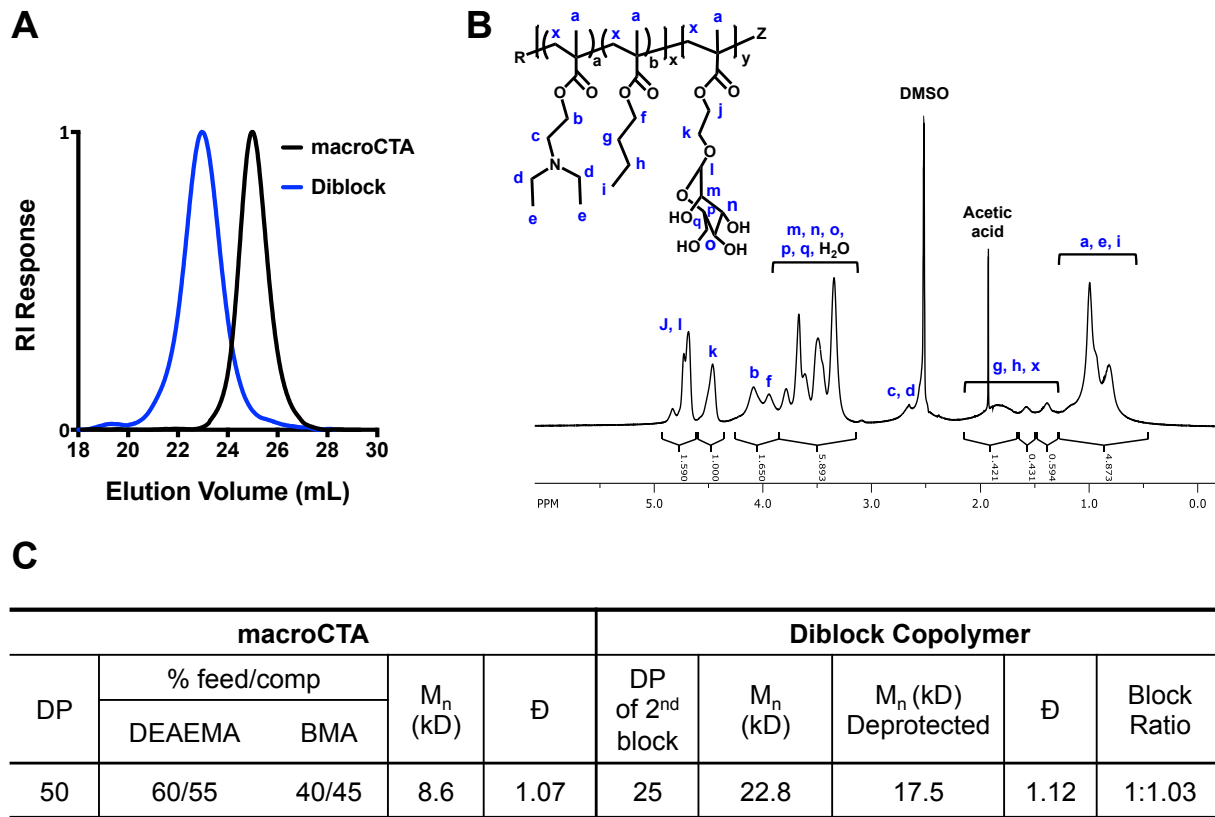 A
1
0
RI Response
macroCTA
Diblock
18 20 22 24 26 28 30
Elution Volume (mL)
B
R x a x a x a Z
a b x y
O O O O O O
b f j
c g k
N h O
d d i l
e e O m n
HO p OH
q
HO o OH
DMSO
Acetic
acid
m, n, o,
p, q, H₂O
a, e, i
J, l
k
b
f
c, d
g, h, x
1.590 1.000 1.650 5.893 1.421 0.431 0.594 4.873
PPM 5.0 4.0 3.0 2.0 1.0 0.0
C
macroCTA Diblock Copolymer
DP % feed/comp Mₙ (kD) Đ DP of 2ⁿᵈ block Mₙ (kD) Mₙ (kD) Deprotected Đ Block Ratio
DEAEMA BMA
50 60/55 40/45 8.6 1.07 25 22.8 17.5 1.12 1:1.03